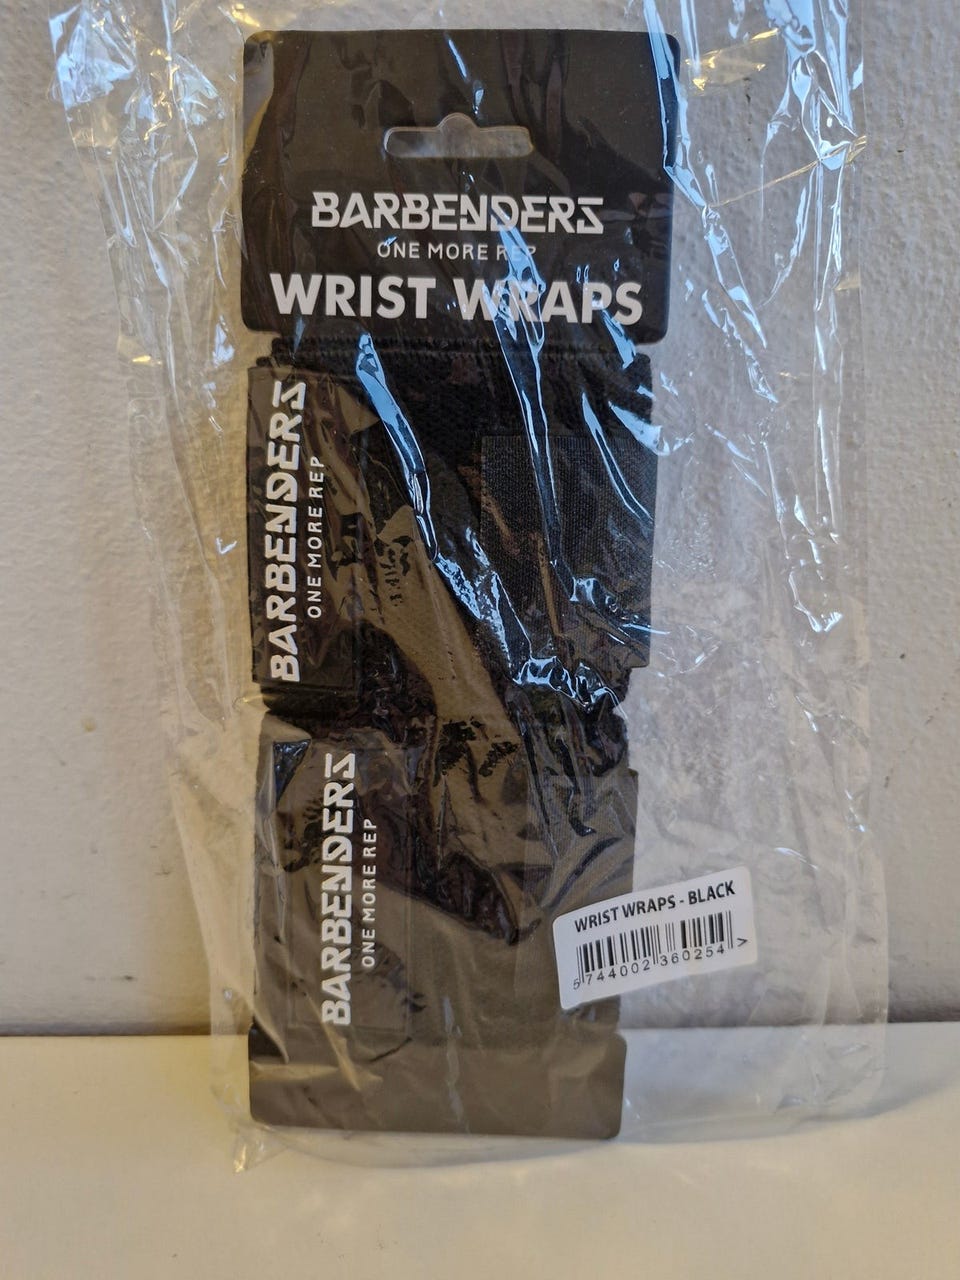 BARBENDERS
ONE MORE REP
WRIST WRAPS
BARBENDERS
ONE MORE REP
BARBENDERS
ONE MORE REP
WRIST WRAPS - BLACK
5 744002 360254 >